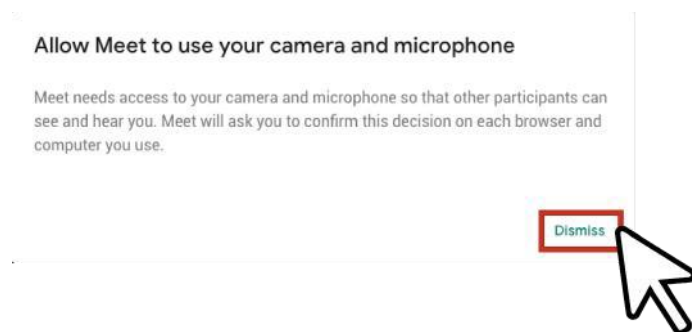 Allow Meet to use your camera and microphone
Meet needs access to your camera and microphone so that other participants can
see and hear you. Meet will ask you to confirm this decision on each browser and
computer you use.
Dismiss